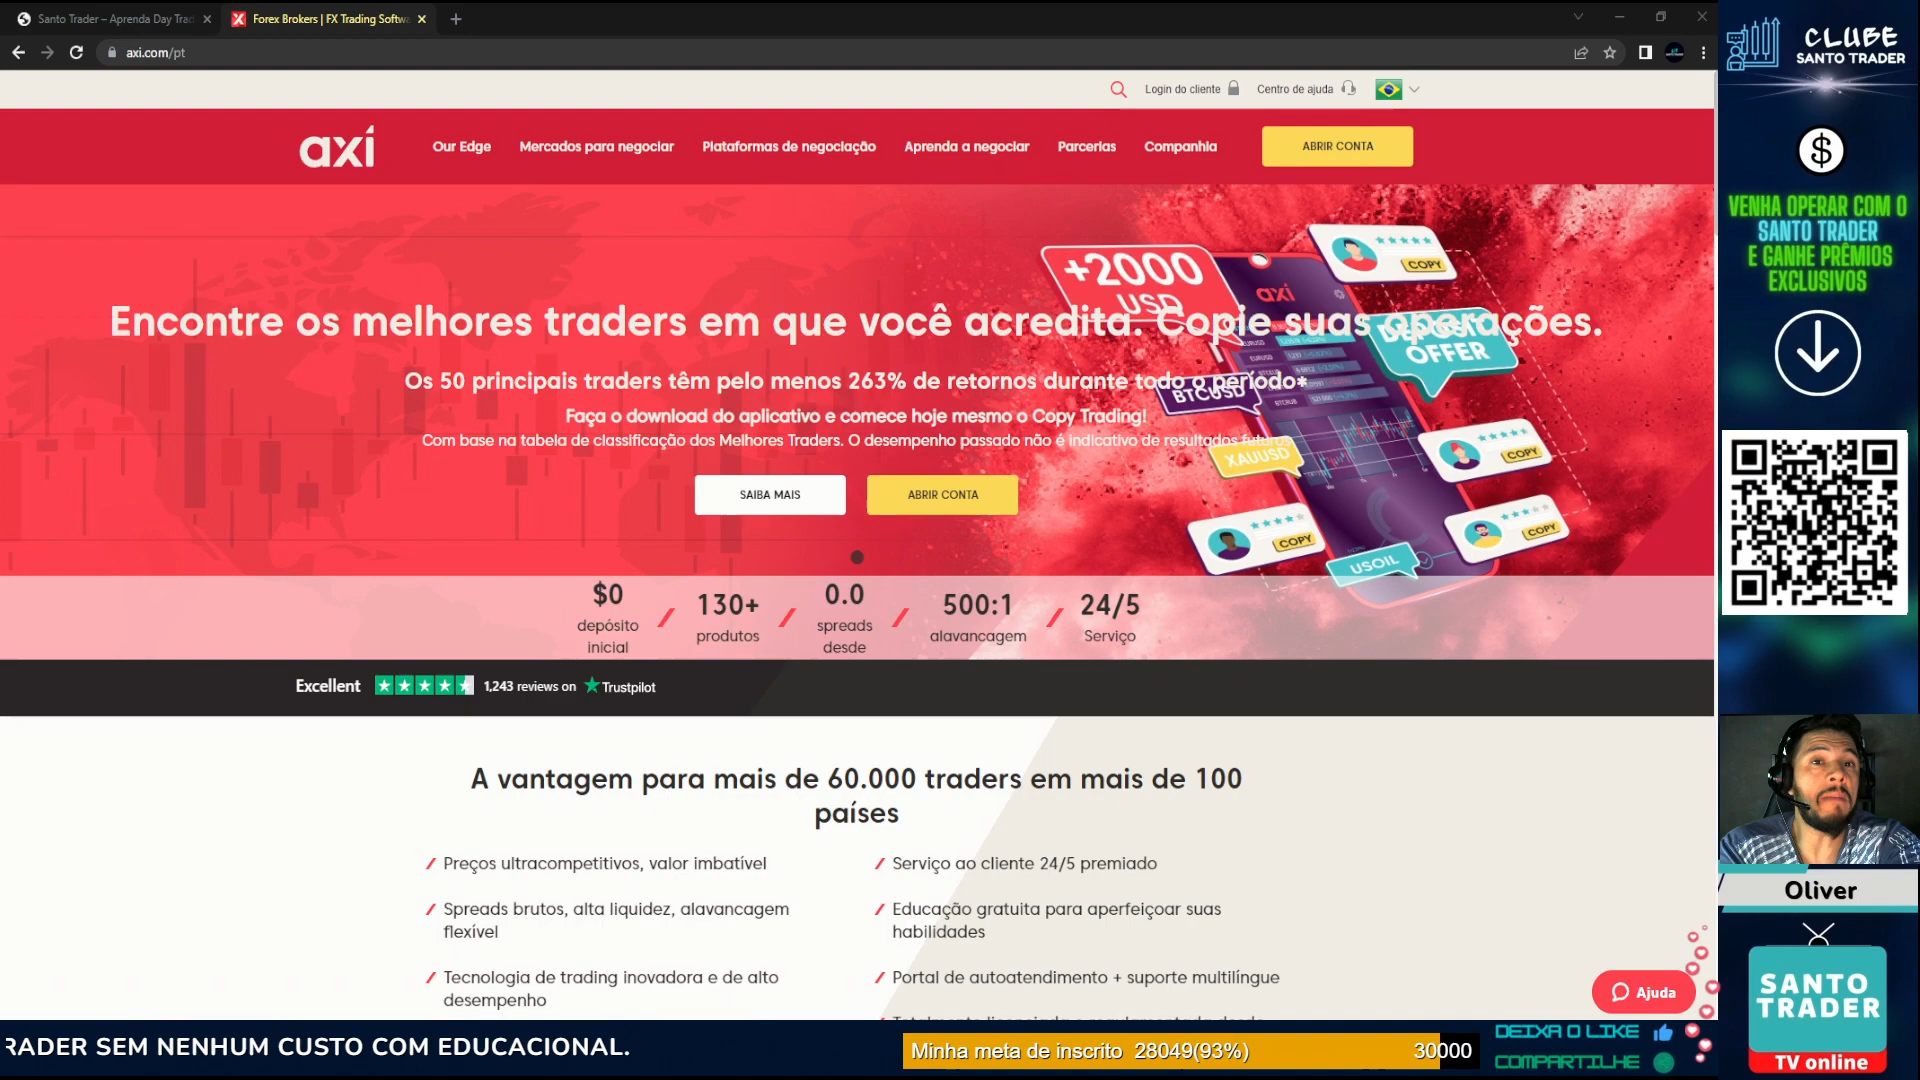 Santo Trader – Aprenda Day Trad
Forex Brokers | FX Trading Softwa
axi.com/pt
Login do cliente
Centro de ajuda
axi
Our Edge
Mercados para negociar
Plataformas de negociação
Aprenda a negociar
Parcerias
Companhia
ABRIR CONTA
Encontre os melhores traders em que você acredita. Copie suas operações.
Os 50 principais traders têm pelo menos 263% de retornos durante todo o período*
Faça o download do aplicativo e comece hoje mesmo o Copy Trading!
Com base na tabela de classificação dos Melhores Traders. O desempenho passado não é indicativo de resultados futuros
SAIBA MAIS
ABRIR CONTA
+2000
USD
axi
COPY
DEPOSIT
OFFER
BTCUSD
XAUUSD
COPY
COPY
COPY
USOIL
$0
depósito
inicial
130+
produtos
0.0
spreads
desde
500:1
alavancagem
24/5
Serviço
Excellent
1,243 reviews on
Trustpilot
A vantagem para mais de 60.000 traders em mais de 100
países
Preços ultracompetitivos, valor imbatível
Spreads brutos, alta liquidez, alavancagem
flexível
Tecnologia de trading inovadora e de alto
desempenho
Serviço ao cliente 24/5 premiado
Educação gratuita para aperfeiçoar suas
habilidades
Portal de autoatendimento + suporte multilíngue
Ajuda
RADER SEM NENHUM CUSTO COM EDUCACIONAL.
Minha meta de inscrito 28049(93%)
30000
DEIXA O LIKE
COMPARTILHE
CLUBE
SANTO TRADER
$
VENHA OPERAR COM O
SANTO TRADER
E GANHE PRÊMIOS
EXCLUSIVOS
Oliver
SANTO
TRADER
TV online